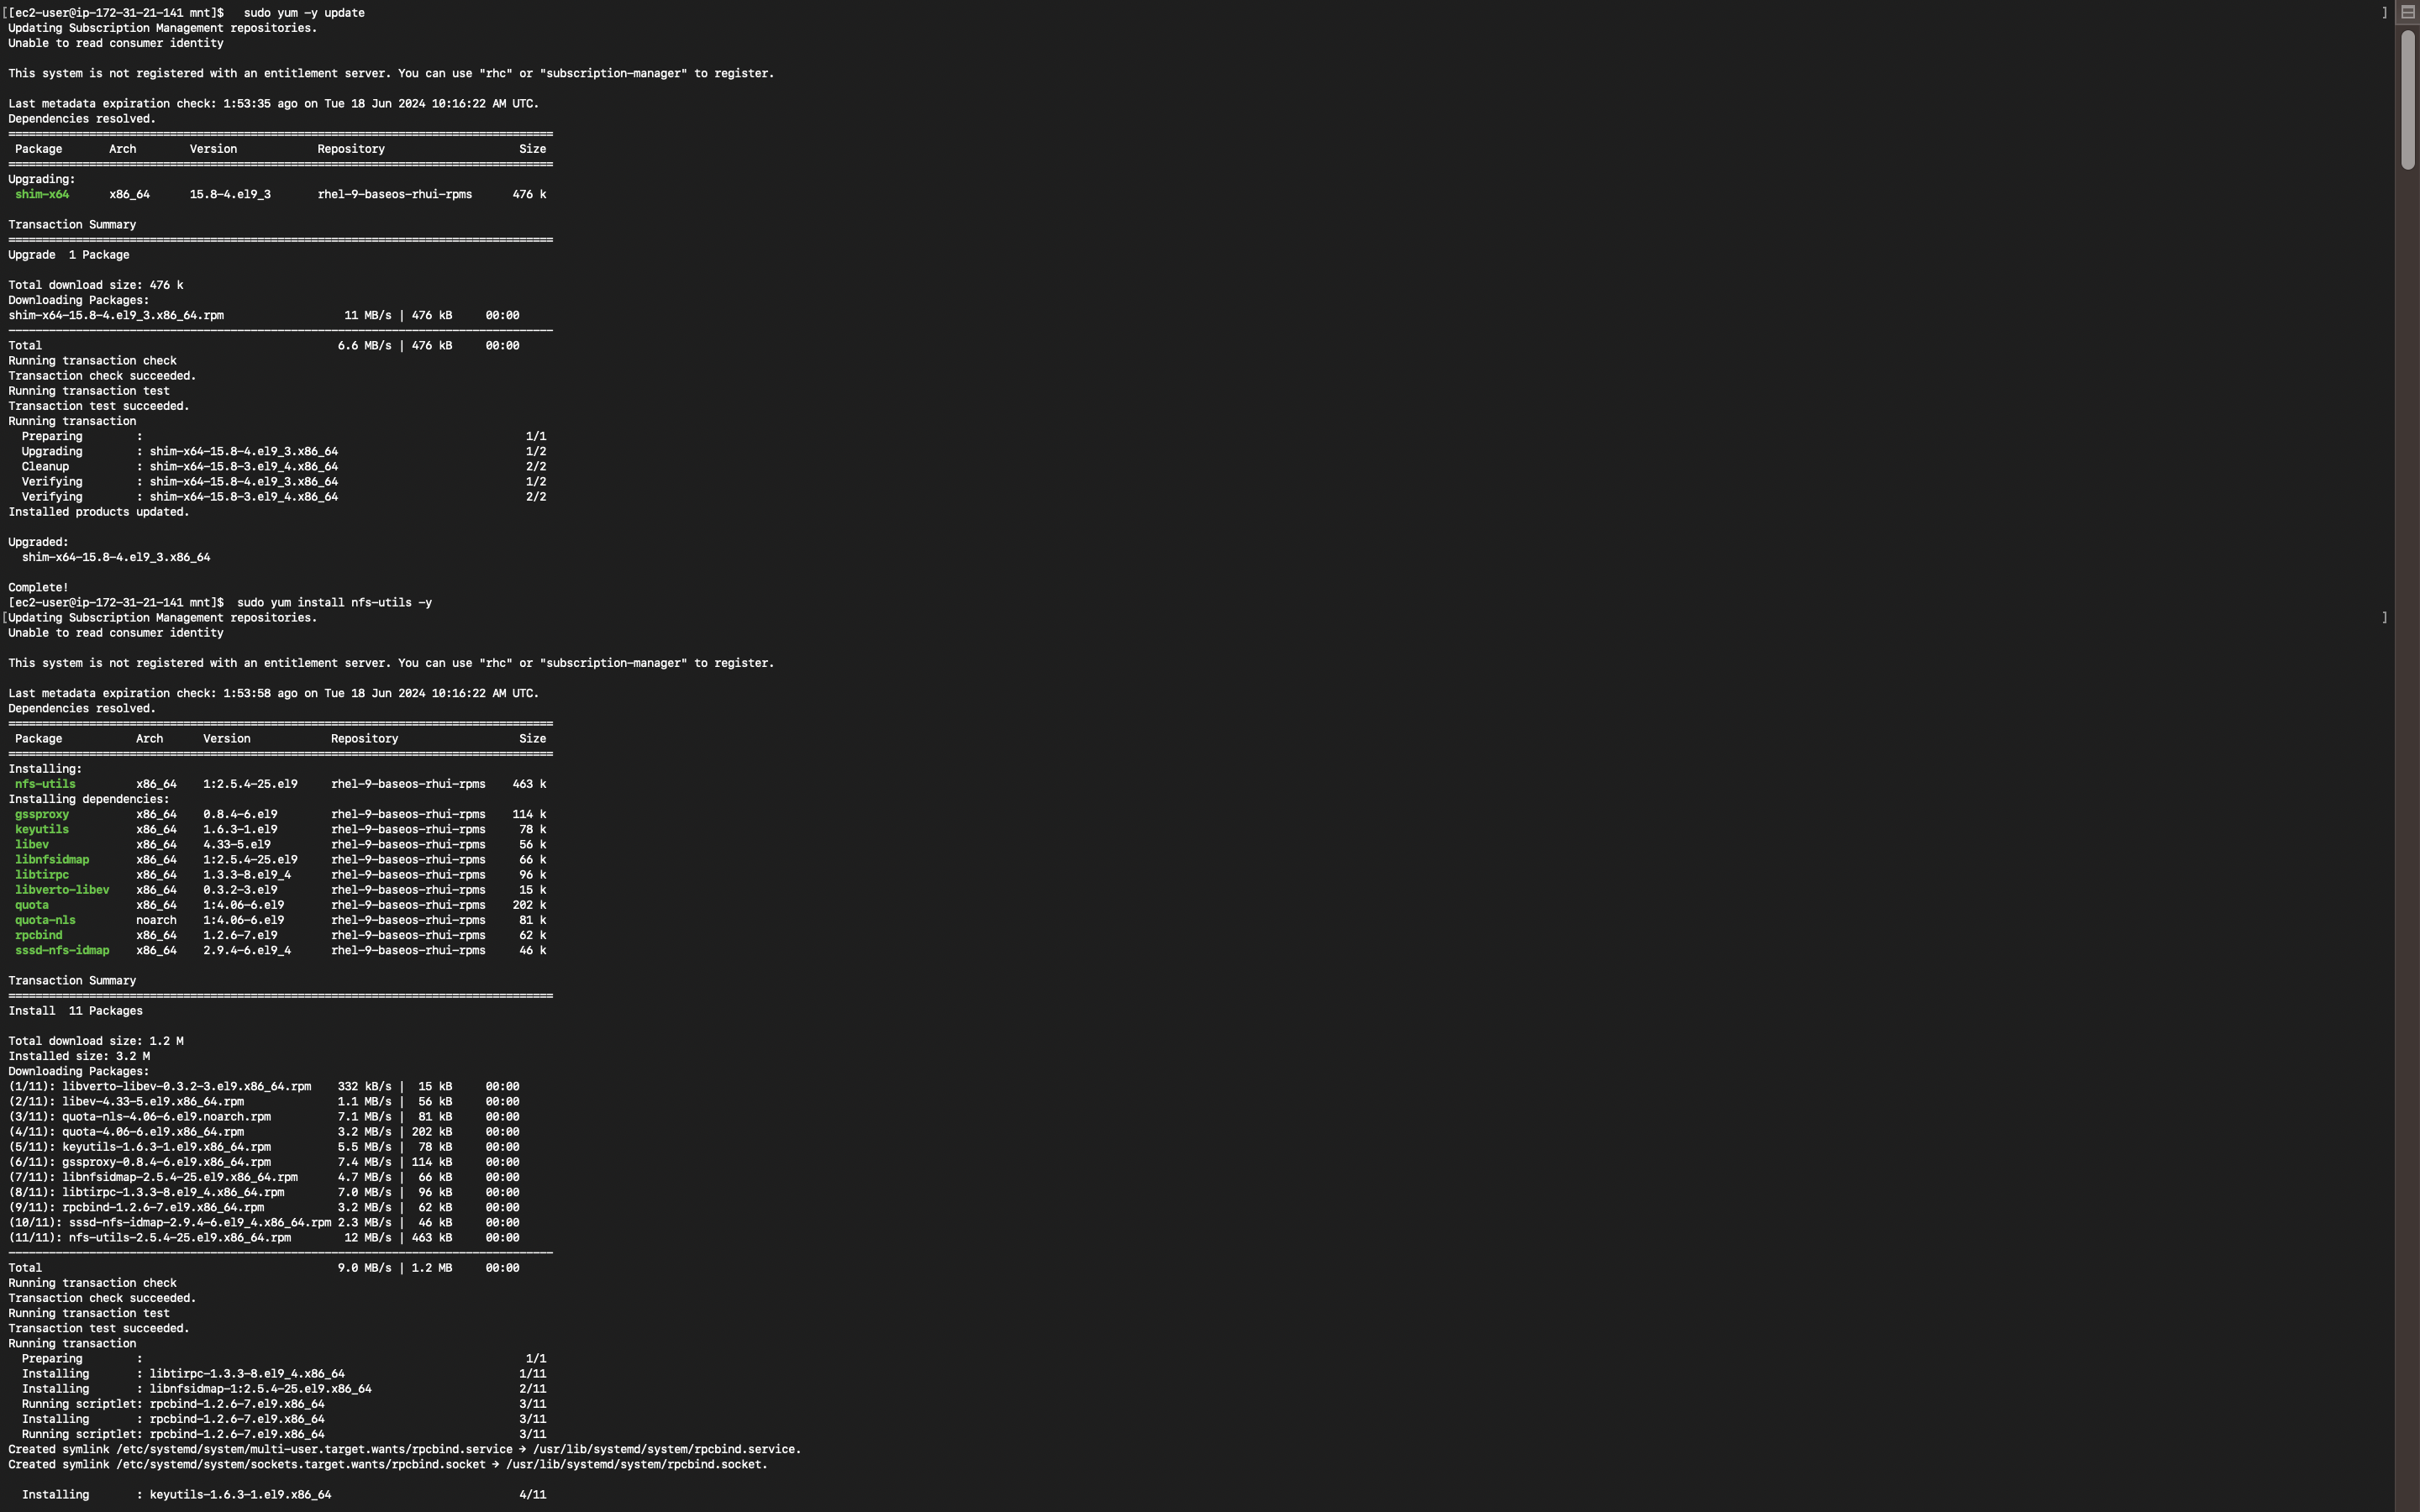 [[ec2-user@ip-172-31-21-141 mnt]$   sudo yum -y update ]
Updating Subscription Management repositories.
Unable to read consumer identity

This system is not registered with an entitlement server. You can use "rhc" or "subscription-manager" to register.

Last metadata expiration check: 1:53:35 ago on Tue 18 Jun 2024 10:16:22 AM UTC.
Dependencies resolved.
================================================================================
 Package       Arch        Version            Repository                    Size
================================================================================
Upgrading:
 shim-x64      x86_64      15.8-4.el9_3       rhel-9-baseos-rhui-rpms      476 k

Transaction Summary
================================================================================
Upgrade  1 Package

Total download size: 476 k
Downloading Packages:
shim-x64-15.8-4.el9_3.x86_64.rpm                  11 MB/s | 476 kB     00:00
--------------------------------------------------------------------------------
Total                                            6.6 MB/s | 476 kB     00:00
Running transaction check
Transaction check succeeded.
Running transaction test
Transaction test succeeded.
Running transaction
  Preparing        :                                                         1/1
  Upgrading        : shim-x64-15.8-4.el9_3.x86_64                            1/2
  Cleanup          : shim-x64-15.8-3.el9_4.x86_64                            2/2
  Verifying        : shim-x64-15.8-4.el9_3.x86_64                            1/2
  Verifying        : shim-x64-15.8-3.el9_4.x86_64                            2/2
Installed products updated.

Upgraded:
  shim-x64-15.8-4.el9_3.x86_64

Complete!
[ec2-user@ip-172-31-21-141 mnt]$  sudo yum install nfs-utils -y
[Updating Subscription Management repositories. ]
Unable to read consumer identity

This system is not registered with an entitlement server. You can use "rhc" or "subscription-manager" to register.

Last metadata expiration check: 1:53:58 ago on Tue 18 Jun 2024 10:16:22 AM UTC.
Dependencies resolved.
================================================================================
 Package           Arch      Version            Repository                  Size
================================================================================
Installing:
 nfs-utils         x86_64    1:2.5.4-25.el9     rhel-9-baseos-rhui-rpms    463 k
Installing dependencies:
 gssproxy          x86_64    0.8.4-6.el9        rhel-9-baseos-rhui-rpms    114 k
 keyutils          x86_64    1.6.3-1.el9        rhel-9-baseos-rhui-rpms     78 k
 libev             x86_64    4.33-5.el9         rhel-9-baseos-rhui-rpms     56 k
 libnfsidmap       x86_64    1:2.5.4-25.el9     rhel-9-baseos-rhui-rpms     66 k
 libtirpc          x86_64    1.3.3-8.el9_4      rhel-9-baseos-rhui-rpms     96 k
 libverto-libev    x86_64    0.3.2-3.el9        rhel-9-baseos-rhui-rpms     15 k
 quota             x86_64    1:4.06-6.el9       rhel-9-baseos-rhui-rpms    202 k
 quota-nls         noarch    1:4.06-6.el9       rhel-9-baseos-rhui-rpms     81 k
 rpcbind           x86_64    1.2.6-7.el9        rhel-9-baseos-rhui-rpms     62 k
 sssd-nfs-idmap    x86_64    2.9.4-6.el9_4      rhel-9-baseos-rhui-rpms     46 k

Transaction Summary
================================================================================
Install  11 Packages

Total download size: 1.2 M
Installed size: 3.2 M
Downloading Packages:
(1/11): libverto-libev-0.3.2-3.el9.x86_64.rpm    332 kB/s |  15 kB     00:00
(2/11): libev-4.33-5.el9.x86_64.rpm              1.1 MB/s |  56 kB     00:00
(3/11): quota-nls-4.06-6.el9.noarch.rpm          7.1 MB/s |  81 kB     00:00
(4/11): quota-4.06-6.el9.x86_64.rpm              3.2 MB/s | 202 kB     00:00
(5/11): keyutils-1.6.3-1.el9.x86_64.rpm          5.5 MB/s |  78 kB     00:00
(6/11): gssproxy-0.8.4-6.el9.x86_64.rpm          7.4 MB/s | 114 kB     00:00
(7/11): libnfsidmap-2.5.4-25.el9.x86_64.rpm      4.7 MB/s |  66 kB     00:00
(8/11): libtirpc-1.3.3-8.el9_4.x86_64.rpm        7.0 MB/s |  96 kB     00:00
(9/11): rpcbind-1.2.6-7.el9.x86_64.rpm           3.2 MB/s |  62 kB     00:00
(10/11): sssd-nfs-idmap-2.9.4-6.el9_4.x86_64.rpm 2.3 MB/s |  46 kB     00:00
(11/11): nfs-utils-2.5.4-25.el9.x86_64.rpm        12 MB/s | 463 kB     00:00
--------------------------------------------------------------------------------
Total                                            9.0 MB/s | 1.2 MB     00:00
Running transaction check
Transaction check succeeded.
Running transaction test
Transaction test succeeded.
Running transaction
  Preparing        :                                                         1/1
  Installing       : libtirpc-1.3.3-8.el9_4.x86_64                          1/11
  Installing       : libnfsidmap-1:2.5.4-25.el9.x86_64                      2/11
  Running scriptlet: rpcbind-1.2.6-7.el9.x86_64                             3/11
  Installing       : rpcbind-1.2.6-7.el9.x86_64                             3/11
  Running scriptlet: rpcbind-1.2.6-7.el9.x86_64                             3/11
Created symlink /etc/systemd/system/multi-user.target.wants/rpcbind.service → /usr/lib/systemd/system/rpcbind.service.
Created symlink /etc/systemd/system/sockets.target.wants/rpcbind.socket → /usr/lib/systemd/system/rpcbind.socket.

  Installing       : keyutils-1.6.3-1.el9.x86_64                            4/11